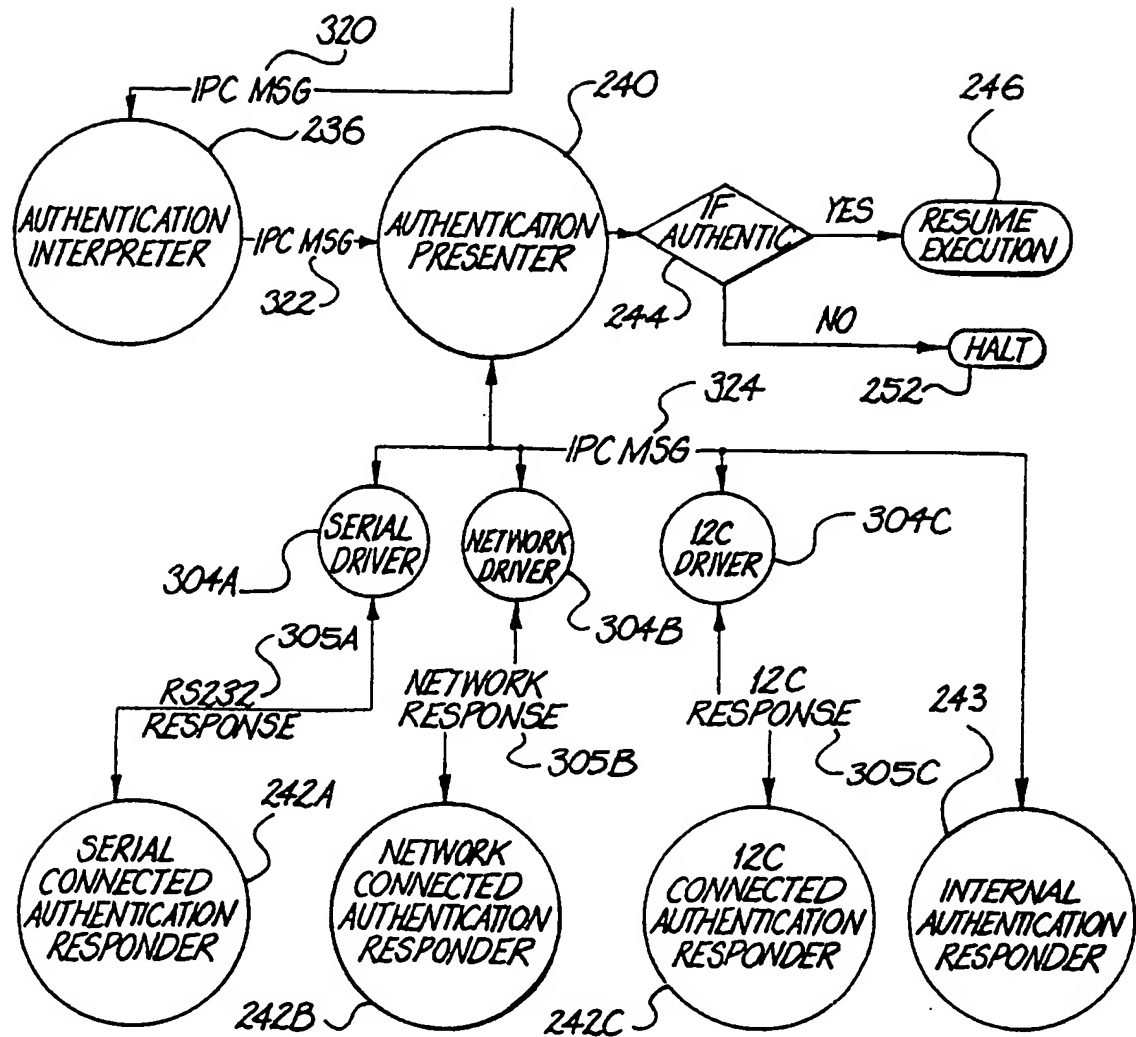 320
IPC MSG
236
240
246
AUTHENTICATION
INTERPRETER
IPC MSG
322
AUTHENTICATION
PRESENTER
IF
AUTHENTIC
244
YES
RESUME
EXECUTION
NO
HALT
252
324
IPC MSG
SERIAL
DRIVER
304A
NETWORK
DRIVER
304B
12C
DRIVER
304C
305A
RS232
RESPONSE
NETWORK
RESPONSE
305B
12C
RESPONSE
305C
243
242A
SERIAL
CONNECTED
AUTHENTICATION
RESPONDER
NETWORK
CONNECTED
AUTHENTICATION
RESPONDER
242B
12C
CONNECTED
AUTHENTICATION
RESPONDER
242C
INTERNAL
AUTHENTICATION
RESPONDER